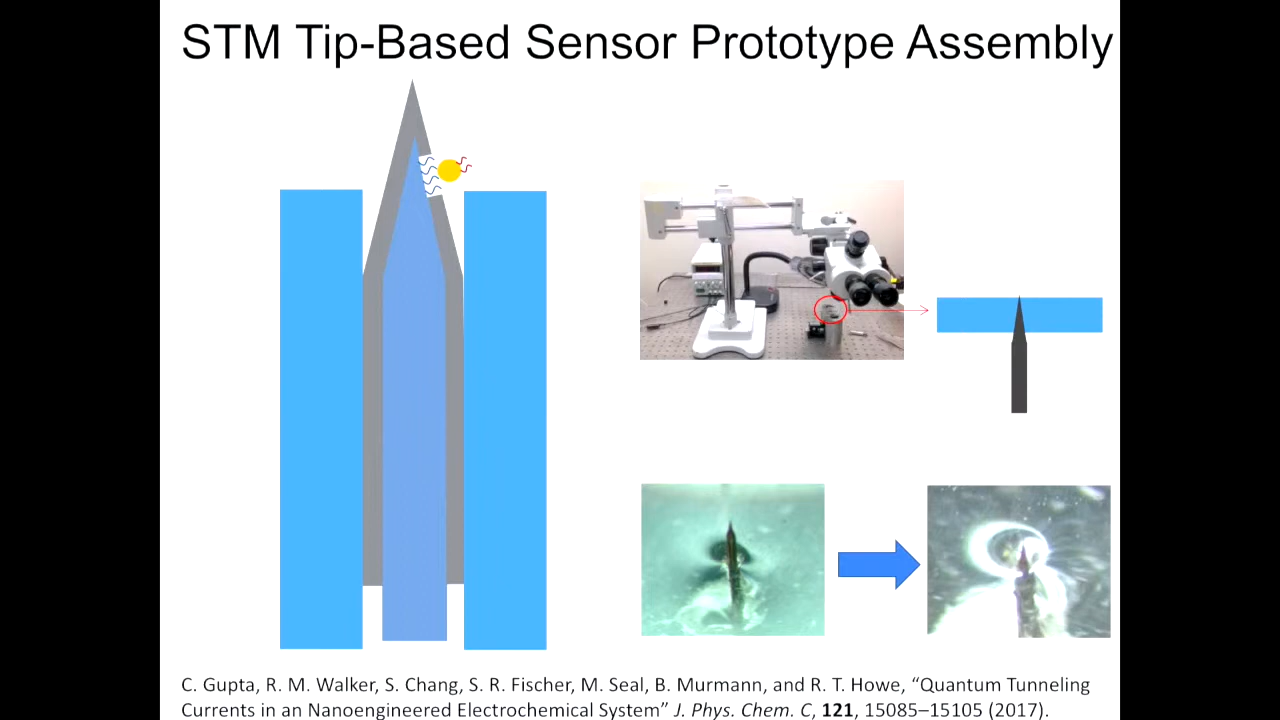 STM Tip-Based Sensor Prototype Assembly
C. Gupta, R. M. Walker, S. Chang, S. R. Fischer, M. Seal, B. Murmann, and R. T. Howe, “Quantum Tunneling
Currents in an Nanoengineered Electrochemical System” J. Phys. Chem. C, 121, 15085–15105 (2017).